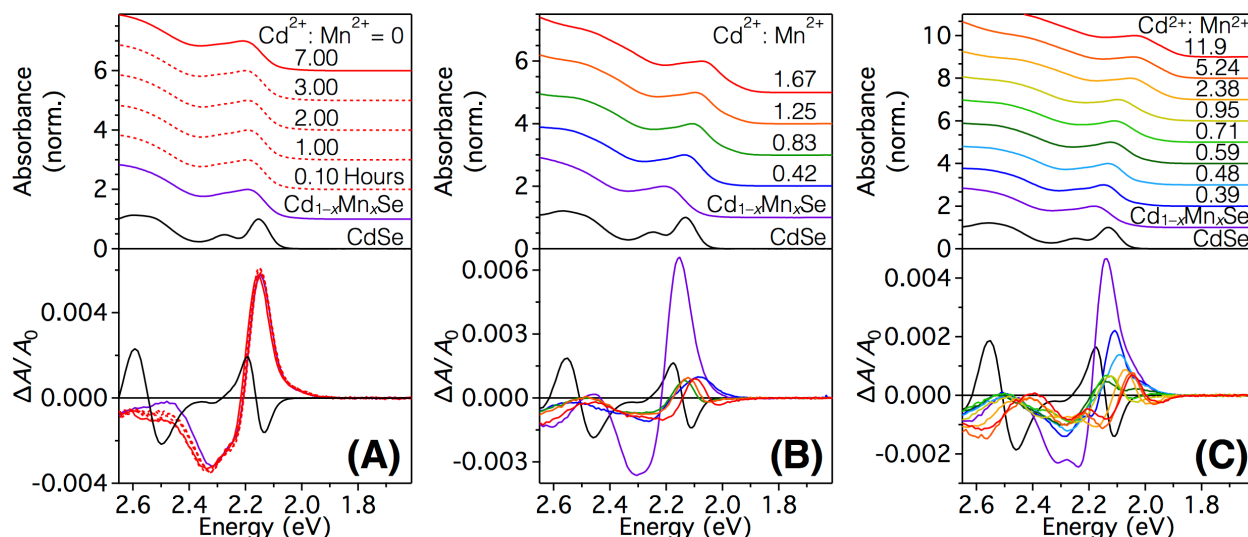 Cd²⁺: Mn²⁺ = 0
7.00
3.00
2.00
1.00
0.10 Hours
Cd₁₋ₓMnₓSe
CdSe
Absorbance (norm.)
6
4
2
0
ΔA/A₀
0.004
0.000
-0.004
(A)
2.6 2.4 2.2 2.0 1.8
Energy (eV)
Cd²⁺: Mn²⁺
1.67
1.25
0.83
0.42
Cd₁₋ₓMnₓSe
CdSe
Absorbance (norm.)
6
4
2
0
ΔA/A₀
0.006
0.003
0.000
-0.003
(B)
2.6 2.4 2.2 2.0 1.8
Energy (eV)
Cd²⁺: Mn²⁺
11.9
5.24
2.38
0.95
0.71
0.59
0.48
0.39
Cd₁₋ₓMnₓSe
CdSe
Absorbance (norm.)
10
8
6
4
2
0
ΔA/A₀
0.004
0.002
0.000
-0.002
(C)
2.6 2.4 2.2 2.0 1.8
Energy (eV)